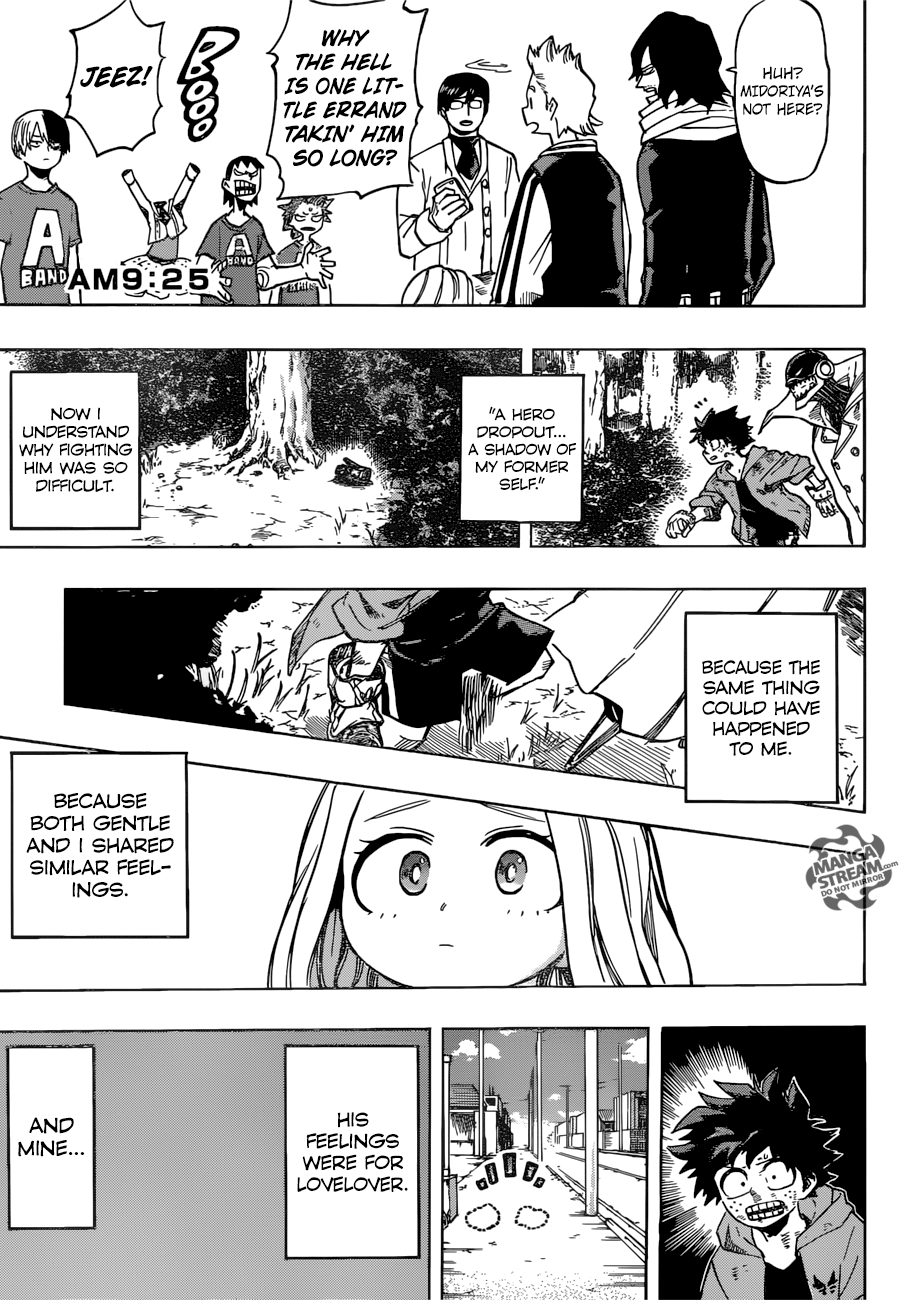 HUH?
MIDORIYA'S
NOT HERE?
WHY
THE HELL
IS ONE LIT-
TLE ERRAND
TAKIN' HIM
SO LONG?
BOOO
JEEZ!
A
BAND
A
BAND
A
BAND
AM9:25
"A HERO
DROPOUT...
A SHADOW OF
MY FORMER
SELF."
NOW I
UNDERSTAND
WHY FIGHTING
HIM WAS SO
DIFFICULT.
BECAUSE THE
SAME THING
COULD HAVE
HAPPENED
TO ME.
BECAUSE
BOTH GENTLE
AND I SHARED
SIMILAR FEEL-
INGS.
MANGA
STREAM.com
DO NOT MIRROR
HIS
FEELINGS
WERE FOR
LOVELOVER.
AND
MINE...